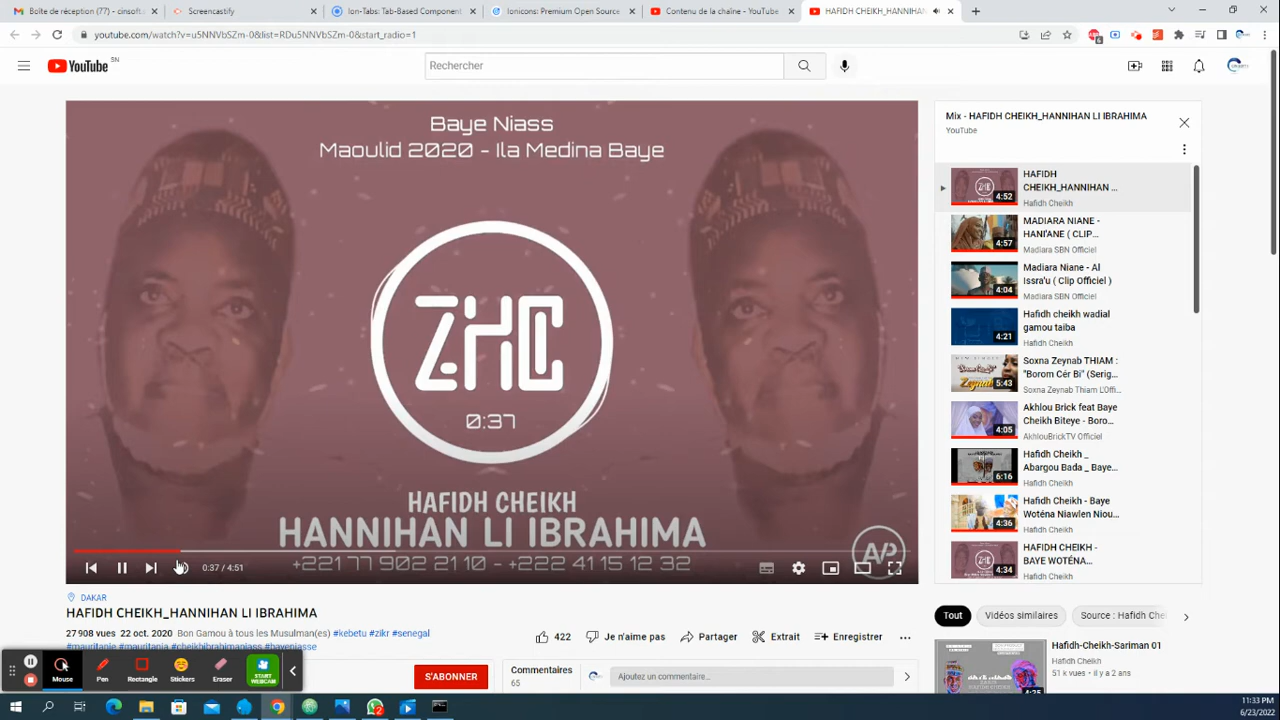 Boîte de réception (77) - cinsoft.
Screencastify
Ion-Tabs: Tab-Based Component
Ionicons: Premium Open Source
Contenu de la chaîne - YouTube
HAFIDH CHEIKH_HANNIHAN
youtube.com/watch?v=u5NNVbSZm-0&list=RDu5NNVbSZm-0&start_radio=1
YouTube SN
Rechercher
Baye Niass
Maoulid 2020 - Ila Medina Baye
ZHC
0:37
HAFIDH CHEIKH
HANNIHAN LI IBRAHIMA
+221 77 902 21 10 - +222 41 15 12 32
AP
0:37 / 4:51
DAKAR
HAFIDH CHEIKH_HANNIHAN LI IBRAHIMA
27 908 vues 22 oct. 2020 Bon Gamou à tous les Musulman(es) #kebetu #zikr #senegal
#mauritanie #mauritania #cheikhibrahimaniass #bayeniasse
422
Je n'aime pas
Partager
Extrait
Enregistrer
S'ABONNER
Commentaires
65
Ajoutez un commentaire...
Mix - HAFIDH CHEIKH_HANNIHAN LI IBRAHIMA
YouTube
4:52
HAFIDH
CHEIKH_HANNIHAN ...
Hafidh Cheikh
4:57
MADIARA NIANE -
HANI'ANE ( CLIP...
Madiara SBN Officiel
4:04
Madiara Niane - Al
Issra'u ( Clip Officiel )
Madiara SBN Officiel
4:21
Hafidh cheikh wadial
gamou taiba
Hafidh Cheikh
5:43
Soxna Zeynab THIAM :
"Borom Cér Bi" (Serig...
Soxna Zeynab Thiam L'Offi...
4:05
Akhlou Brick feat Baye
Cheikh Biteye - Boro...
AkhlouBrickTV Officiel
6:16
Hafidh Cheikh _
Abargou Bada _ Baye...
Hafidh Cheikh
4:36
Hafidh Cheikh - Baye
Woténa Niawlen Niou...
Hafidh Cheikh
4:34
HAFIDH CHEIKH -
BAYE WOTÉNA...
Hafidh Cheikh
Tout
Vidéos similaires
Source : Hafidh Che
Hafidh-Cheikh-Sariman 01
Hafidh Cheikh
51 k vues • il y a 2 ans
Mouse
Pen
Rectangle
Stickers
Eraser
START
WEBCAM
11:33 PM
6/23/2022